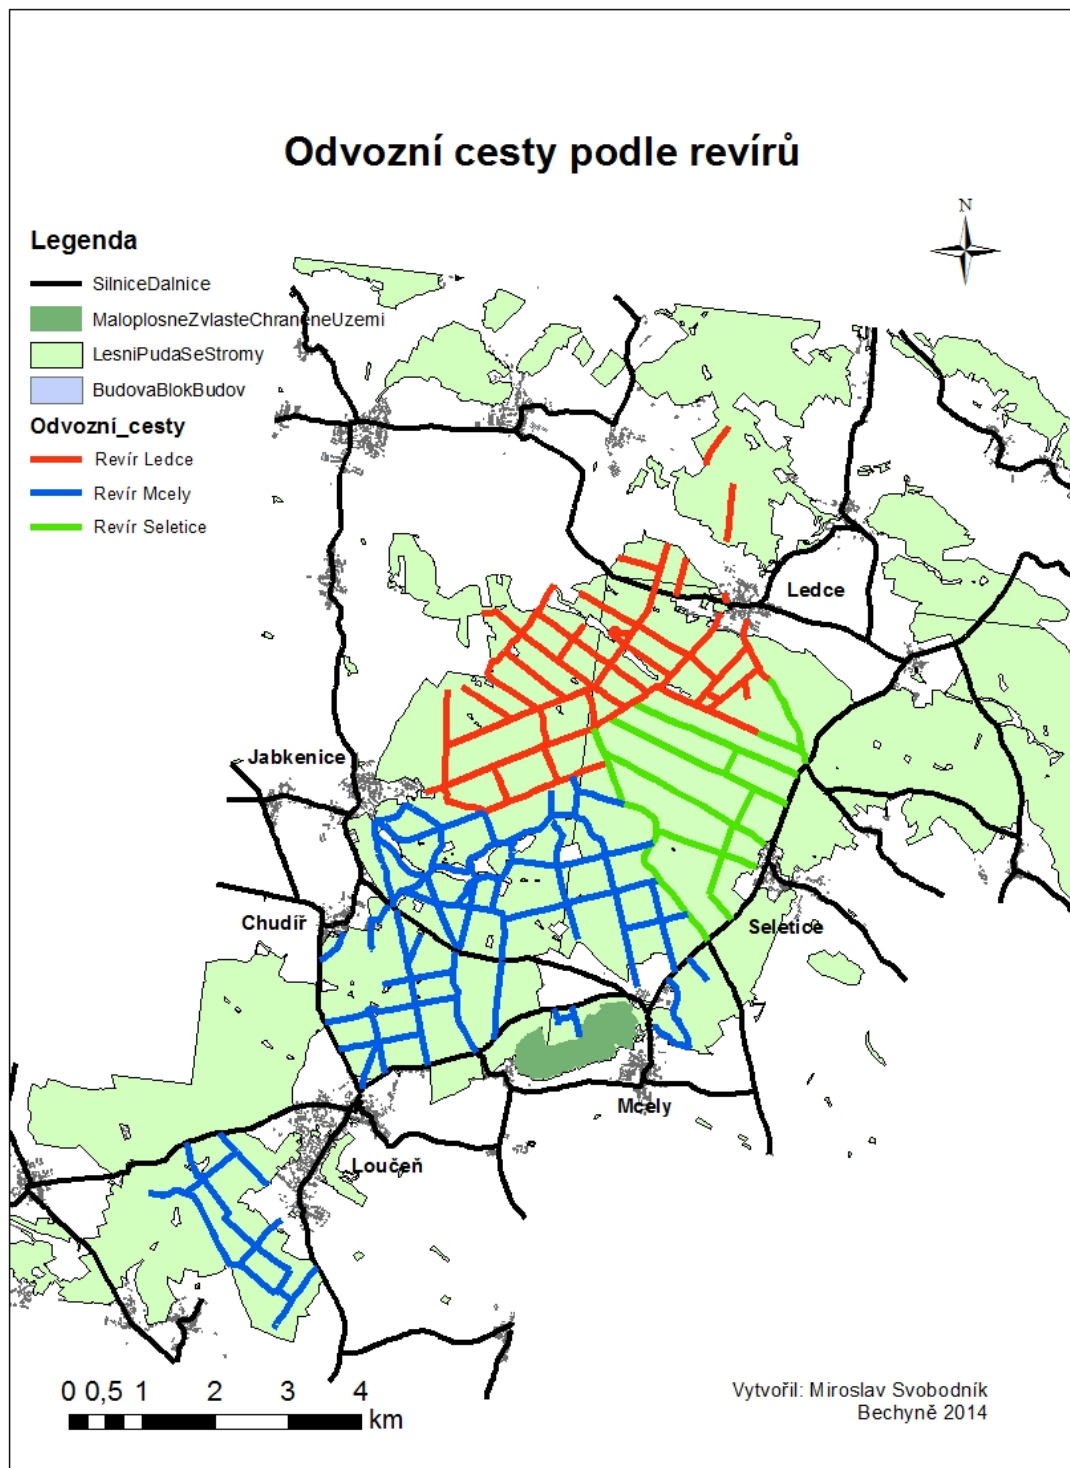 Odvozní cesty podle revírů
N
Legenda
SilniceDalnice
MaloplosneZvlasteChraneneUzemi
LesniPudaSeStromy
BudovaBlokBudov
Odvozní_cesty
Revír Ledce
Revír Mcely
Revír Seletice
Ledce
Jabkenice
Chudíř
Seletice
Mcely
Loučeň
0 0,5 1 2 3 4
km
Vytvořil: Miroslav Svobodník
Bechyně 2014